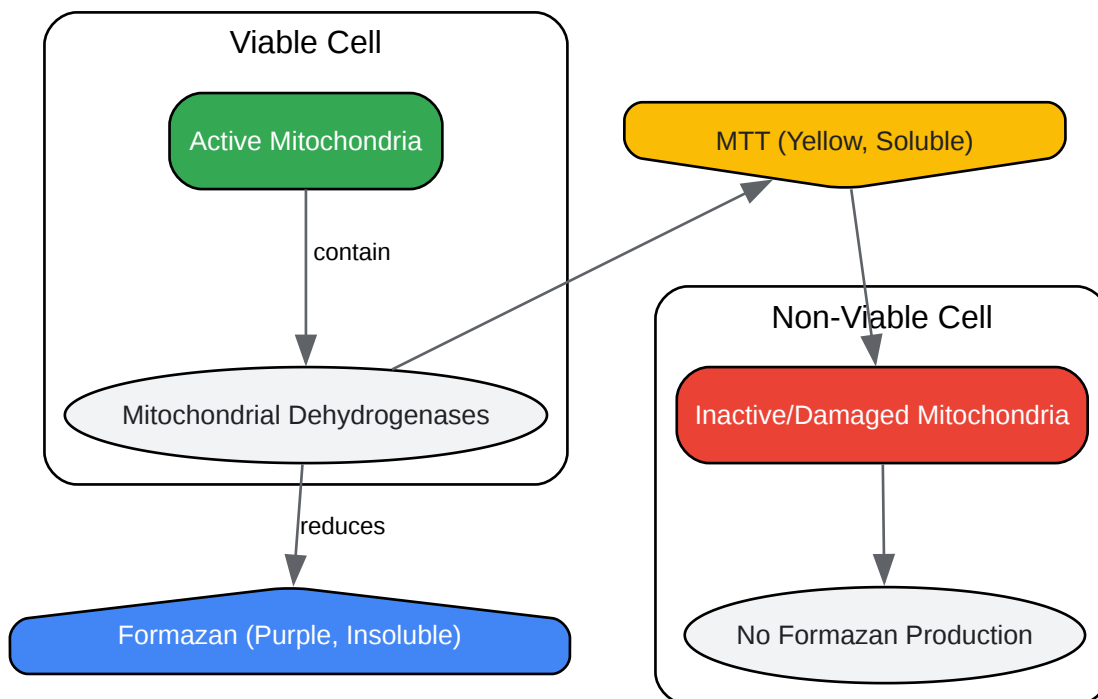 Viable Cell
Active Mitochondria
MTT (Yellow, Soluble)
contain
Non-Viable Cell
Mitochondrial Dehydrogenases
Inactive/Damaged Mitochondria
reduces
Formazan (Purple, Insoluble)
No Formazan Production